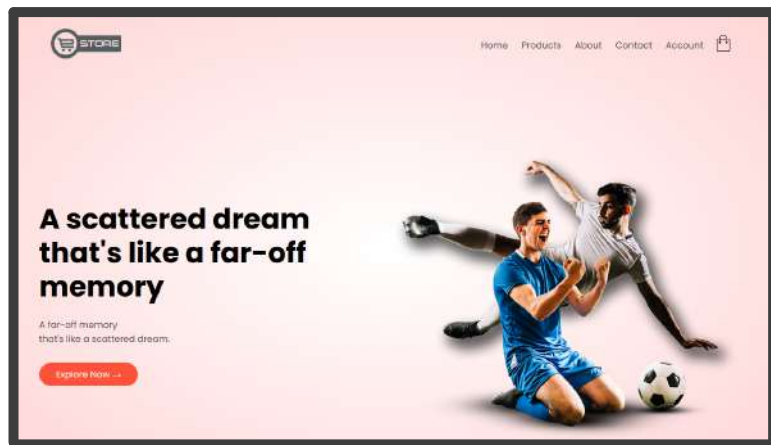 STORE
Home Products About Contact Account
A scattered dream
that's like a far-off
memory
A far-off memory
that's like a scattered dream.
Explore Now →